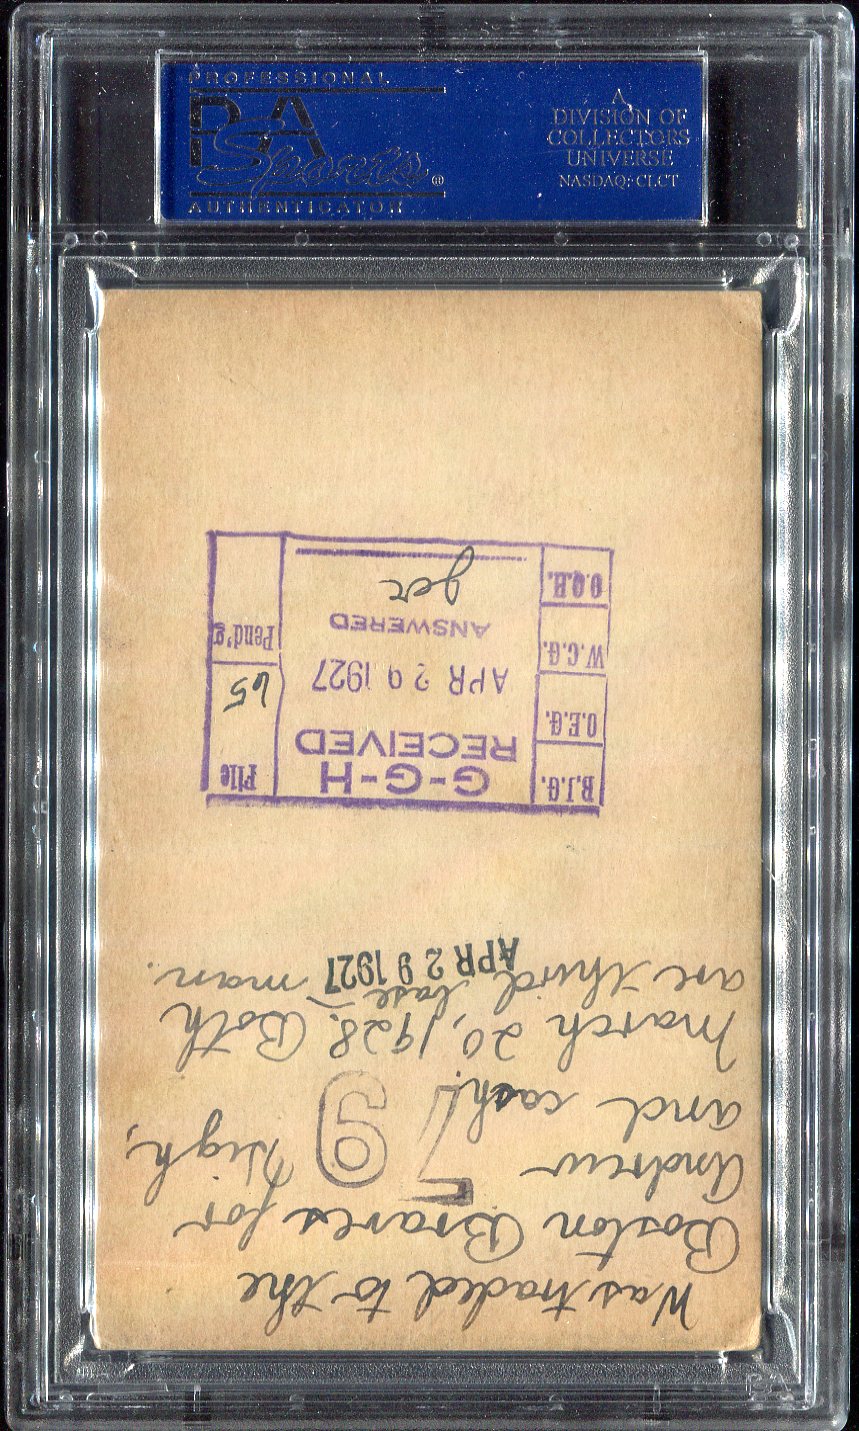 PROFESSIONAL
PSA
Sports ®
AUTHENTICATOR
A
DIVISION OF
COLLECTORS
UNIVERSE
NASDAQ: CLCT
Was traded to the
Boston Braves for
Andrew High,
79
and cash.
March 20, 1928. Both
are third base man.
APR 29 1927
B.J.G.
O.E.G.
W.C.G.
O.Q.H.
G-G-H
RECEIVED
APR 29 1927
ANSWERED
File
65
Pend'g